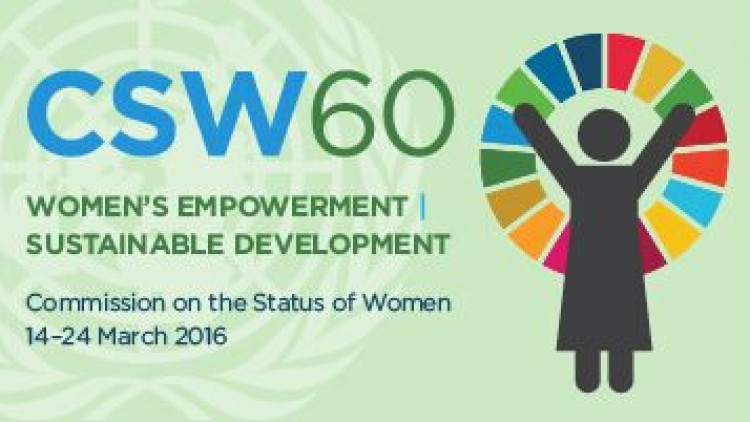 CSW60
WOMEN'S EMPOWERMENT |
SUSTAINABLE DEVELOPMENT
Commission on the Status of Women
14–24 March 2016